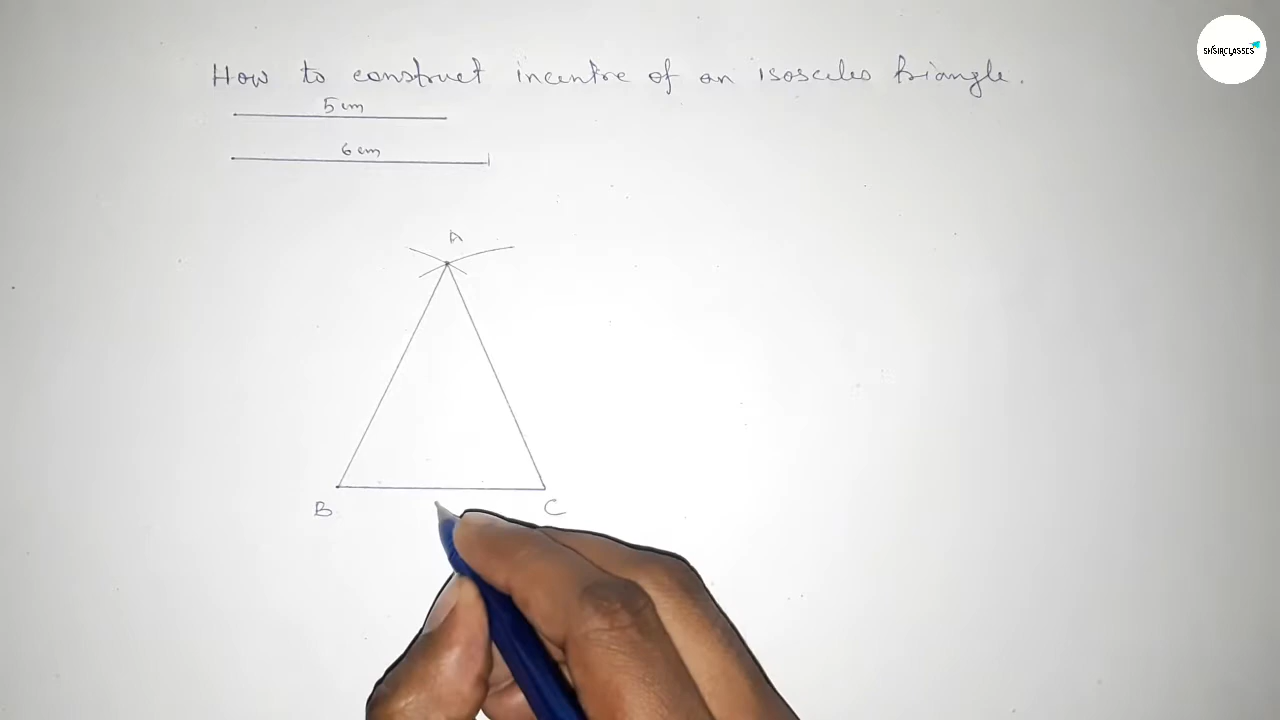 SHSIRCLASSES
How to construct incentre of an isosceles triangle.
5 cm
6 cm
A
B
C